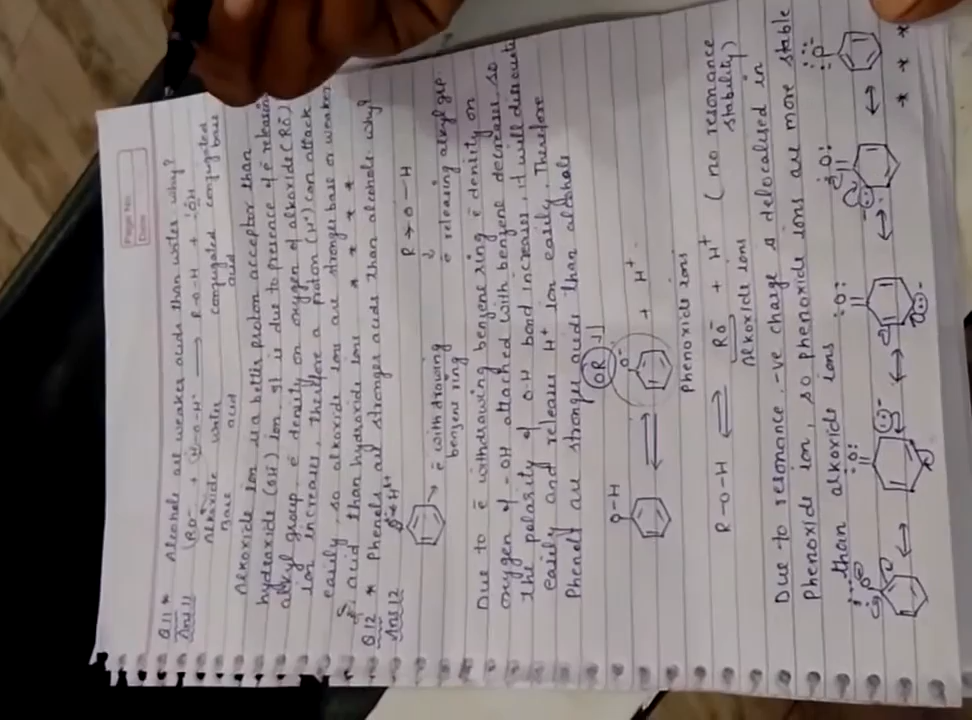 Page No.
Date
Q 11 * Alcohols are weaker acids than water why?
Ans 11 RO⁻ + H-O-H → R-O-H + :ÖH
Alkoxide water conjugated conjugated
Base acid acid base
Alkoxide ion is a better proton acceptor than
hydroxide (OH) ion. It is due to presence of e⁻ releasing
alkyl group, e⁻ density on oxygen of alkoxide (RO⁻)
ion increases, therefore a proton (H⁺) can attack
easily, so alkoxide ions are stronger base or weaker
acid than hydroxide ions * * * * *
Q 12 * Phenols are stronger acids than alcohols. why?
Ans 12
O-H
→ e⁻ withdrawing
benzene ring
R→O-H
↓
e⁻ releasing alkyl grp.
Due to e⁻ withdrawing benzene ring e⁻ denity on
oxygen of -OH attached with benzene decreases so
the polarity of O-H bond increases, it will dissociate
easily and release H⁺ ion easily. Therefore
Phenols are stronger acids than alcohols
OR
O-H ⇌ O⁻ + H⁺
Phenoxide ions
R-O-H ⇌ RO⁻ + H⁺ (no resonance
stability)
Alkoxide ions
Due to resonance, -ve charge is delocalised in
Phenoxide ion, so phenoxide ions are more stable
than alkoxide ions
↔ ↔ ↔ ↔
* * *